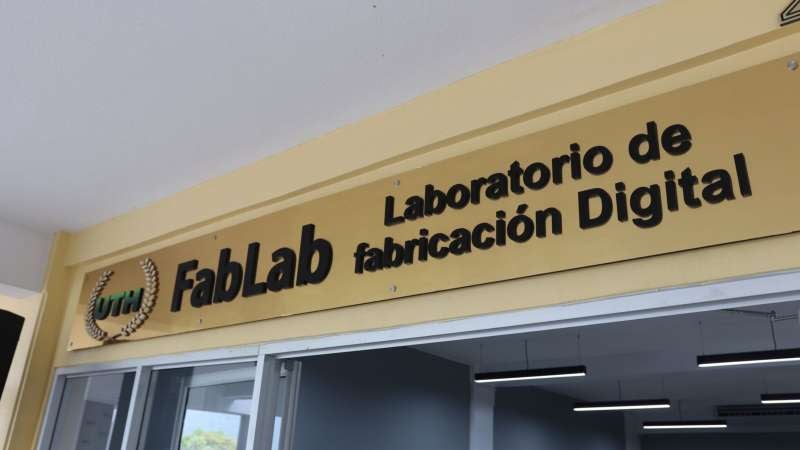 UTH
FabLab
Laboratorio de
fabricación Digital